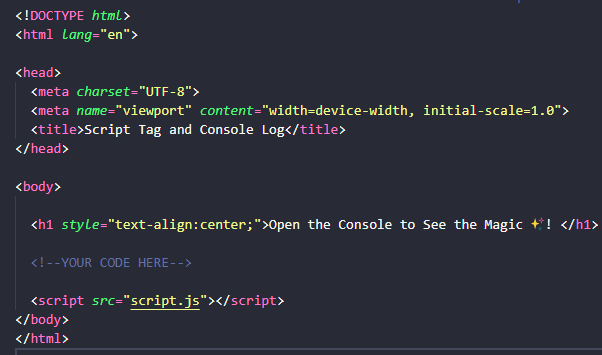 <!DOCTYPE html>
<html lang="en">
<head>
<meta charset="UTF-8">
<meta name="viewport" content="width=device-width, initial-scale=1.0">
<title>Script Tag and Console Log</title>
</head>
<body>
<h1 style="text-align:center;">Open the Console to See the Magic ✨! </h1>
<!--YOUR CODE HERE-->
<script src="script.js"></script>
</body>
</html>